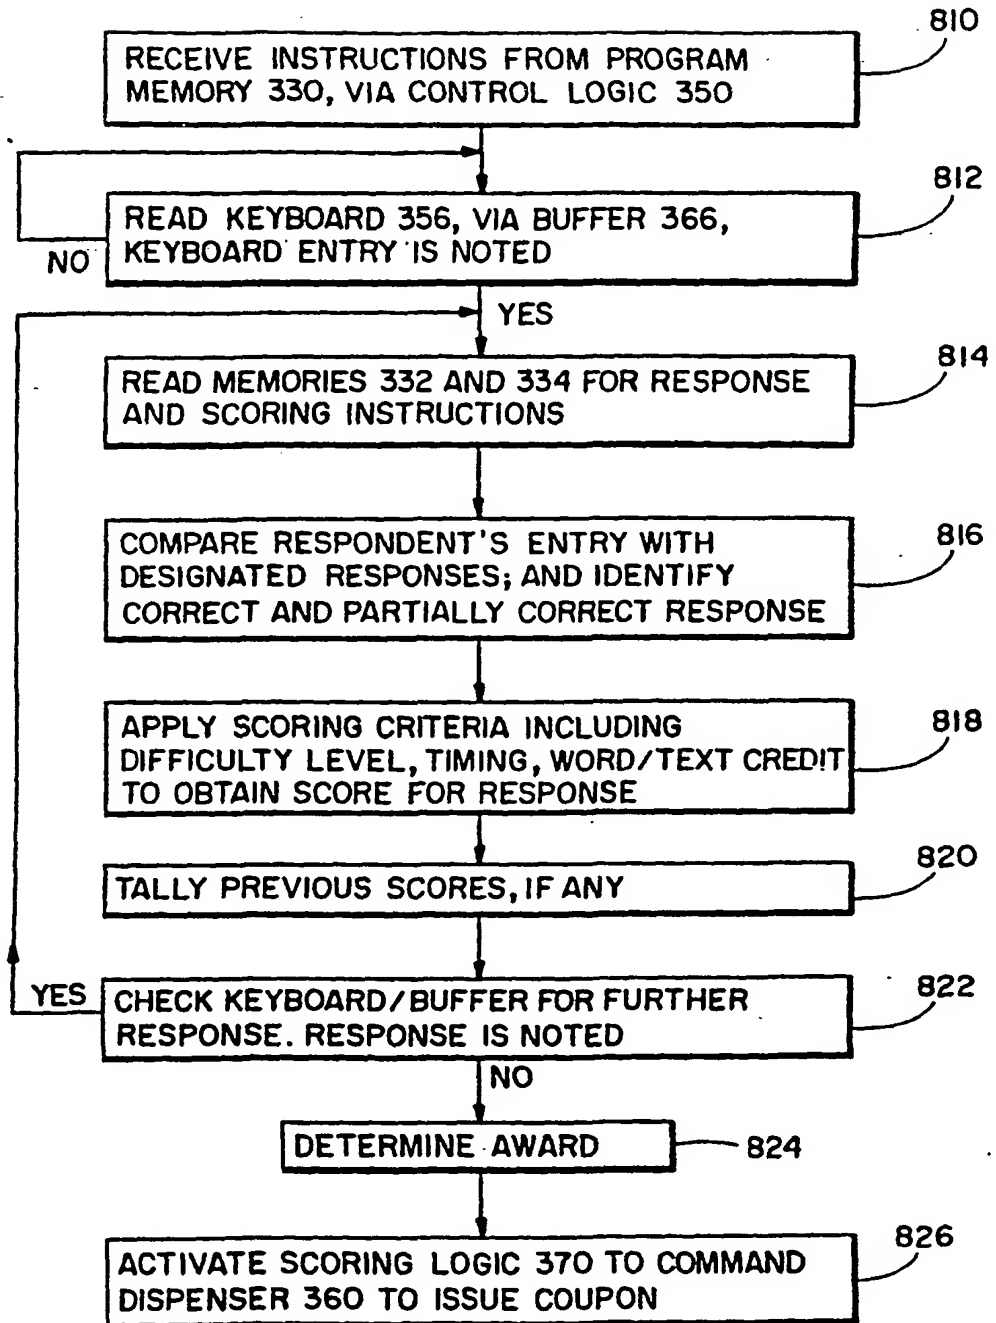 810
RECEIVE INSTRUCTIONS FROM PROGRAM
MEMORY 330, VIA CONTROL LOGIC 350
812
READ KEYBOARD 356, VIA BUFFER 366,
KEYBOARD ENTRY IS NOTED
NO
YES
814
READ MEMORIES 332 AND 334 FOR RESPONSE
AND SCORING INSTRUCTIONS
816
COMPARE RESPONDENT'S ENTRY WITH
DESIGNATED RESPONSES; AND IDENTIFY
CORRECT AND PARTIALLY CORRECT RESPONSE
818
APPLY SCORING CRITERIA INCLUDING
DIFFICULTY LEVEL, TIMING, WORD/TEXT CREDIT
TO OBTAIN SCORE FOR RESPONSE
820
TALLY PREVIOUS SCORES, IF ANY
822
YES
CHECK KEYBOARD/BUFFER FOR FURTHER
RESPONSE. RESPONSE IS NOTED
NO
DETERMINE AWARD
824
826
ACTIVATE SCORING LOGIC 370 TO COMMAND
DISPENSER 360 TO ISSUE COUPON